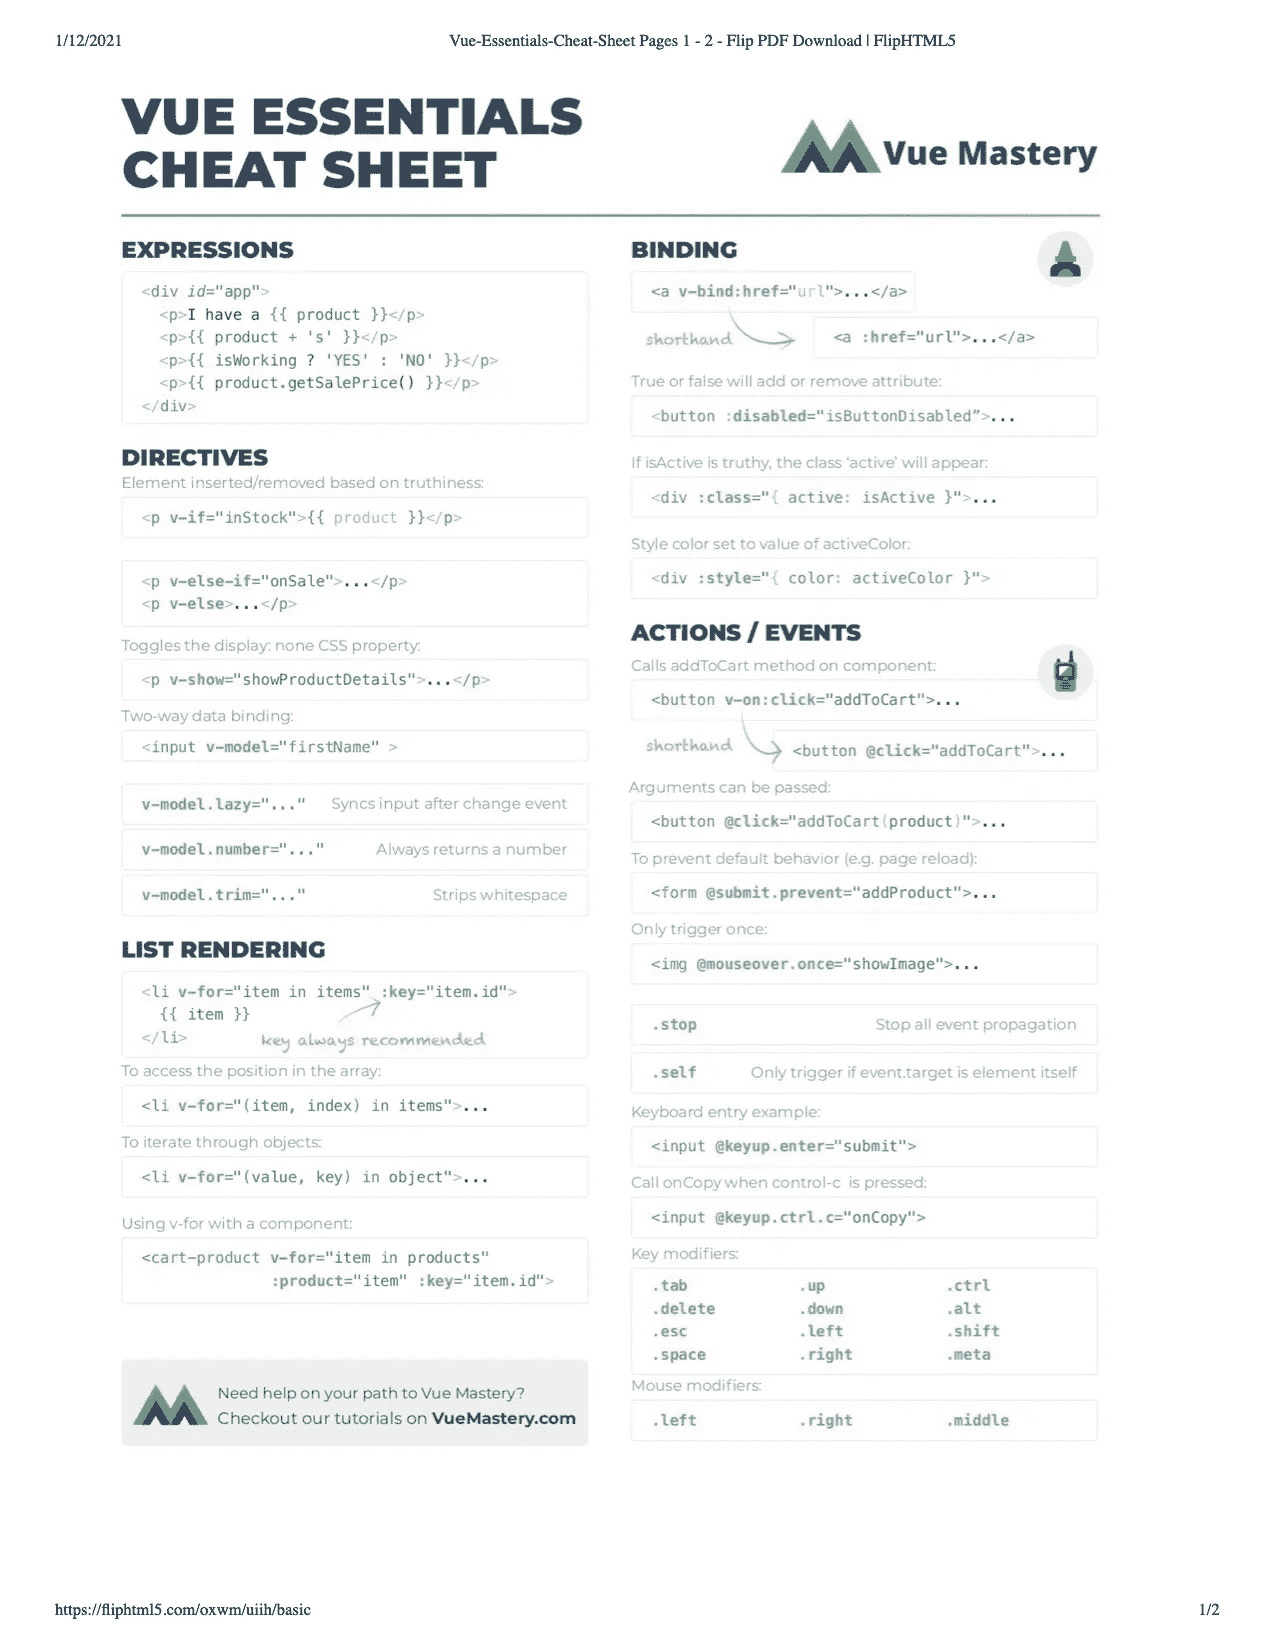 1/12/2021
Vue-Essentials-Cheat-Sheet Pages 1 - 2 - Flip PDF Download | FlipHTML5
VUE ESSENTIALS
CHEAT SHEET
Vue Mastery
EXPRESSIONS
<div id="app">
  <p>I have a {{ product }}</p>
  <p>{{ product + 's' }}</p>
  <p>{{ isWorking ? 'YES' : 'NO' }}</p>
  <p>{{ product.getSalePrice() }}</p>
</div>
DIRECTIVES
Element inserted/removed based on truthiness:
<p v-if="inStock">{{ product }}</p>
<p v-else-if="onSale">...</p>
<p v-else>...</p>
Toggles the display: none CSS property:
<p v-show="showProductDetails">...</p>
Two-way data binding:
<input v-model="firstName" >
v-model.lazy="..." Syncs input after change event
v-model.number="..." Always returns a number
v-model.trim="..." Strips whitespace
LIST RENDERING
<li v-for="item in items" :key="item.id">
  {{ item }}
</li>
key always recommended
To access the position in the array:
<li v-for="(item, index) in items">...
To iterate through objects:
<li v-for="(value, key) in object">...
Using v-for with a component:
<cart-product v-for="item in products"
:product="item" :key="item.id">
Need help on your path to Vue Mastery?
Checkout our tutorials on VueMastery.com
BINDING
<a v-bind:href="url">...</a>
shorthand
<a :href="url">...</a>
True or false will add or remove attribute:
<button :disabled="isButtonDisabled”>...
If isActive is truthy, the class ‘active’ will appear:
<div :class="{ active: isActive }">...
Style color set to value of activeColor:
<div :style="{ color: activeColor }">
ACTIONS / EVENTS
Calls addToCart method on component:
<button v-on:click="addToCart">...
shorthand
<button @click="addToCart">...
Arguments can be passed:
<button @click="addToCart(product)">...
To prevent default behavior (e.g. page reload):
<form @submit.prevent="addProduct">...
Only trigger once:
<img @mouseover.once="showImage">...
.stop Stop all event propagation
.self Only trigger if event.target is element itself
Keyboard entry example:
<input @keyup.enter="submit">
Call onCopy when control-c is pressed:
<input @keyup.ctrl.c="onCopy">
Key modifiers:
.tab .up .ctrl
.delete .down .alt
.esc .left .shift
.space .right .meta
Mouse modifiers:
.left .right .middle
https://fliphtml5.com/oxwm/uiih/basic
1/2